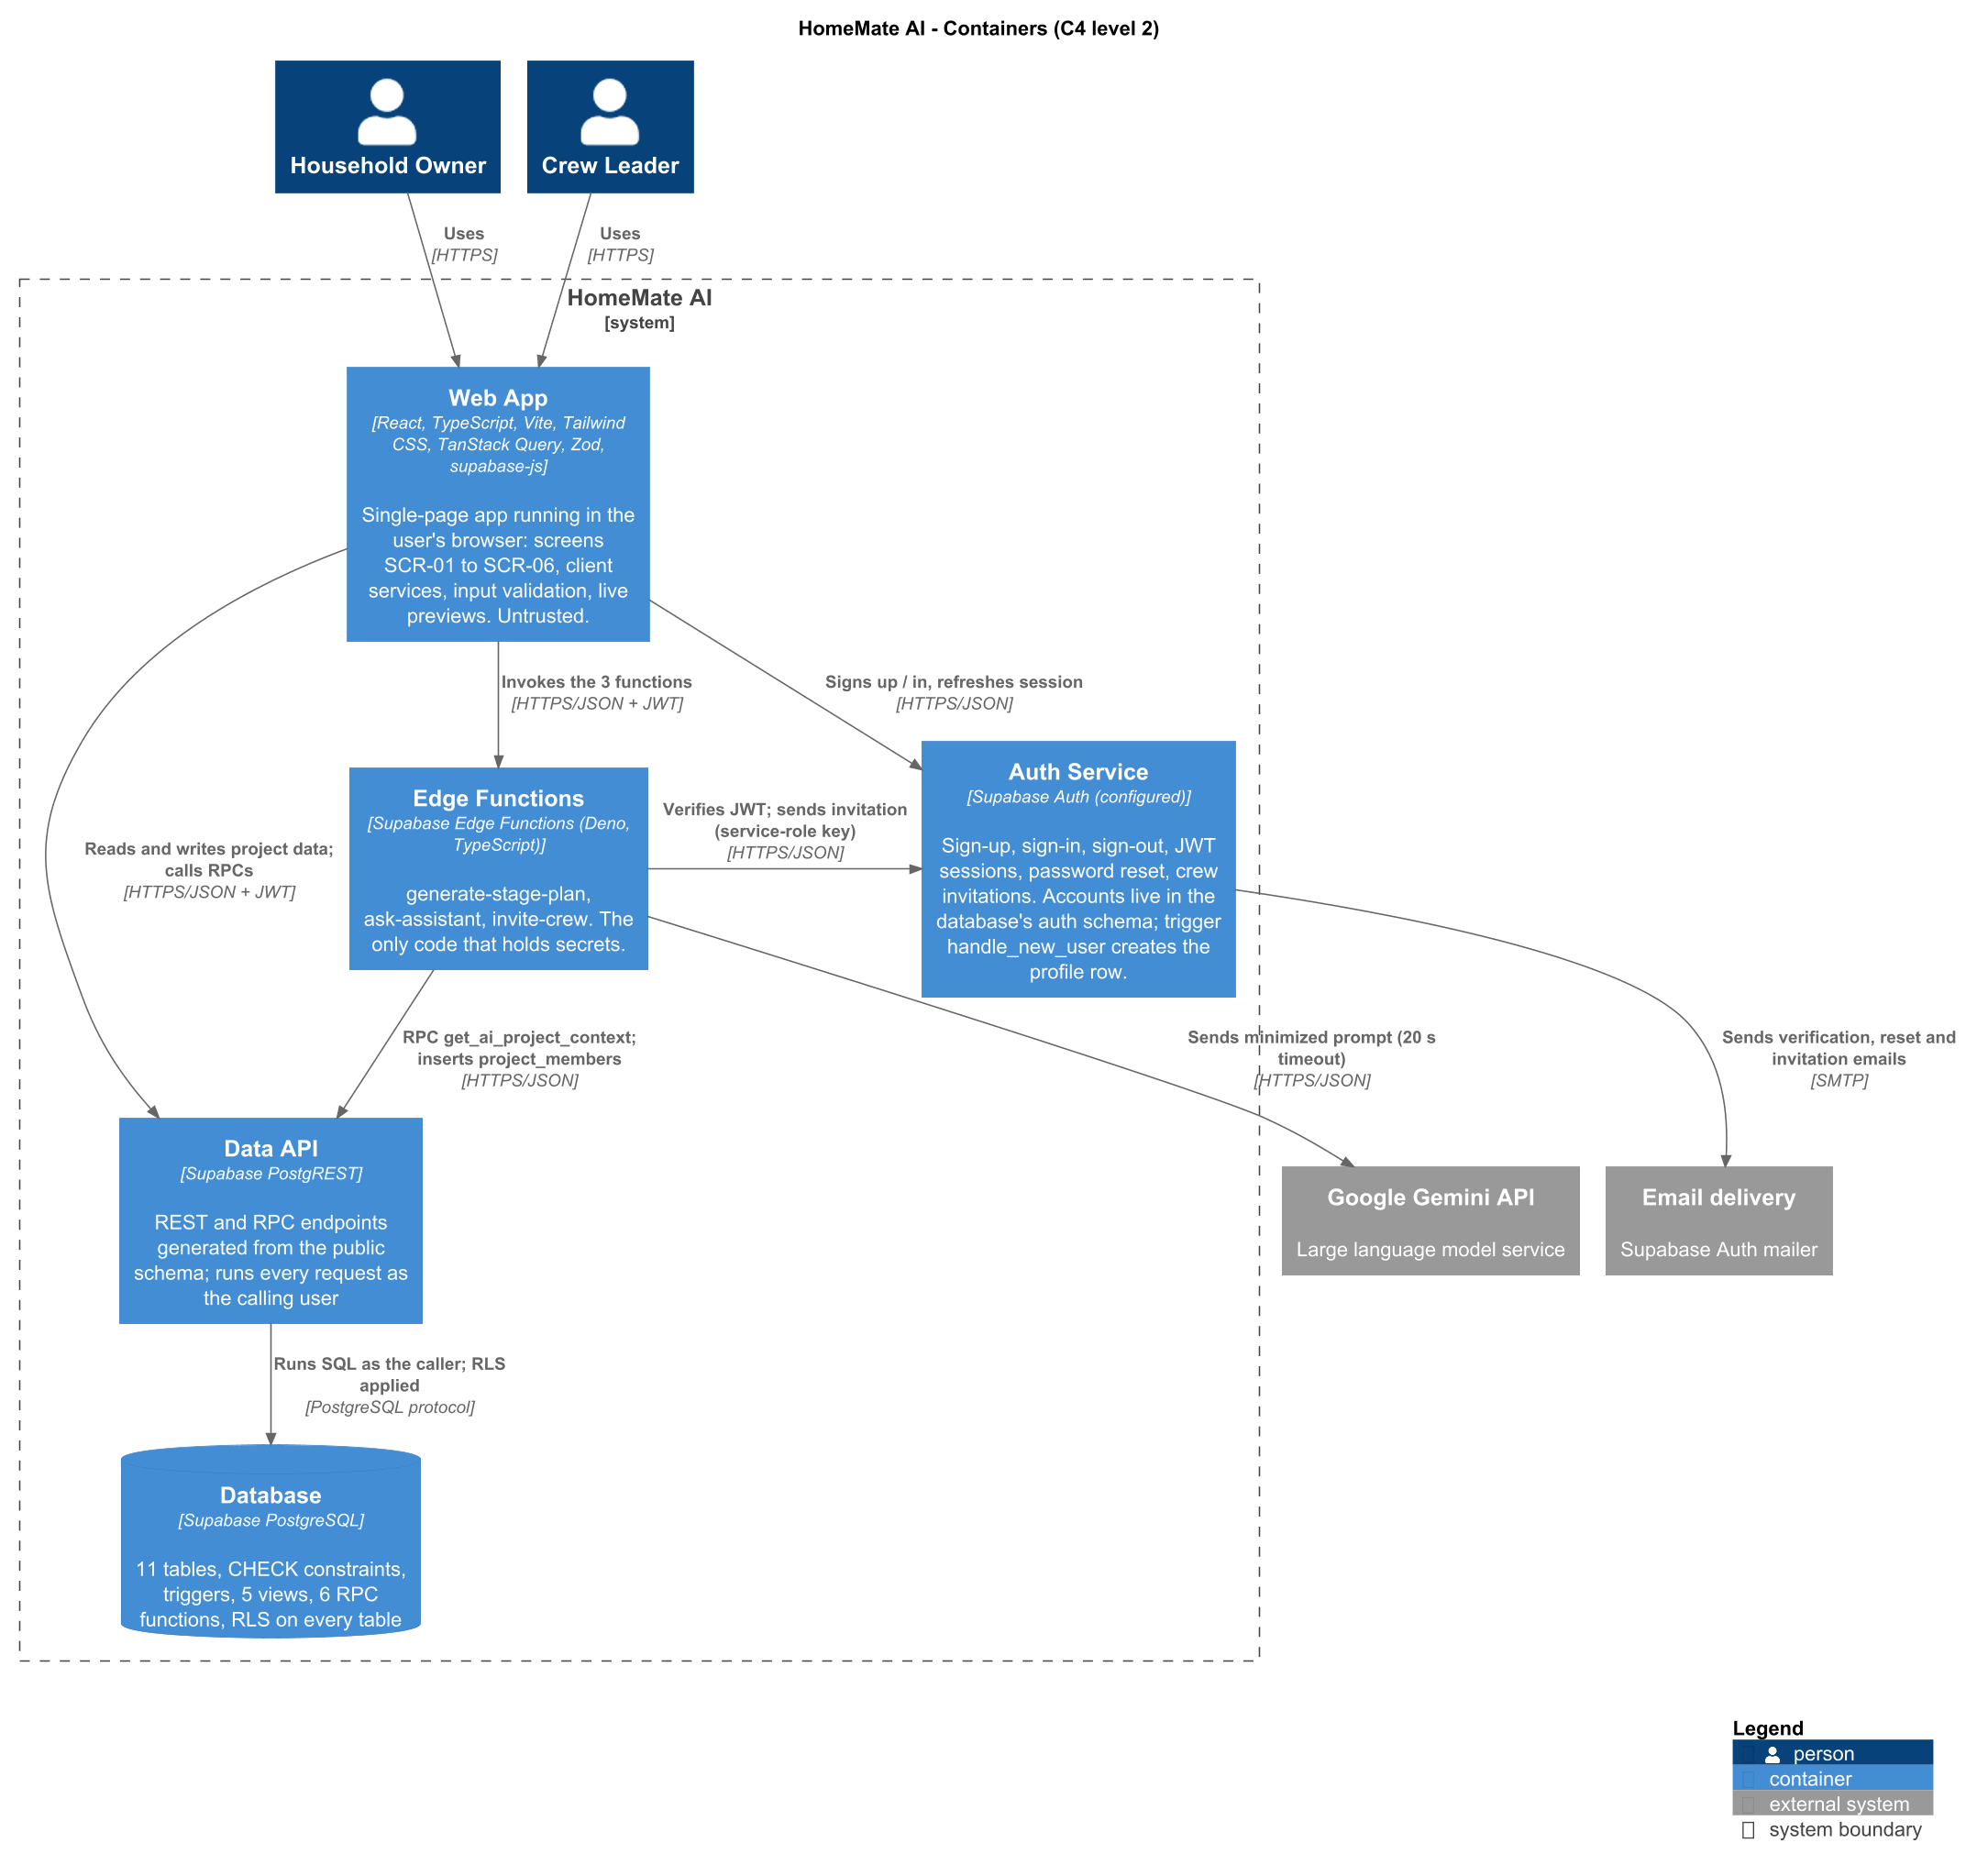 HomeMate AI - Containers (C4 level 2)
Household Owner
Crew Leader
Uses
[HTTPS]
Uses
[HTTPS]
HomeMate AI
[system]
Web App
[React, TypeScript, Vite, Tailwind
CSS, TanStack Query, Zod,
supabase-js]
Single-page app running in the
user's browser: screens
SCR-01 to SCR-06, client
services, input validation, live
previews. Untrusted.
Invokes the 3 functions
[HTTPS/JSON + JWT]
Signs up / in, refreshes session
[HTTPS/JSON]
Reads and writes project data;
calls RPCs
[HTTPS/JSON + JWT]
Edge Functions
[Supabase Edge Functions (Deno,
TypeScript)]
generate-stage-plan,
ask-assistant, invite-crew. The
only code that holds secrets.
Verifies JWT; sends invitation
(service-role key)
[HTTPS/JSON]
Auth Service
[Supabase Auth (configured)]
Sign-up, sign-in, sign-out, JWT
sessions, password reset, crew
invitations. Accounts live in the
database's auth schema; trigger
handle_new_user creates the
profile row.
RPC get_ai_project_context;
inserts project_members
[HTTPS/JSON]
Sends minimized prompt (20 s
timeout)
[HTTPS/JSON]
Sends verification, reset and
invitation emails
[SMTP]
Data API
[Supabase PostgREST]
REST and RPC endpoints
generated from the public
schema; runs every request as
the calling user
Google Gemini API
Large language model service
Email delivery
Supabase Auth mailer
Runs SQL as the caller; RLS
applied
[PostgreSQL protocol]
Database
[Supabase PostgreSQL]
11 tables, CHECK constraints,
triggers, 5 views, 6 RPC
functions, RLS on every table
Legend
person
container
external system
system boundary